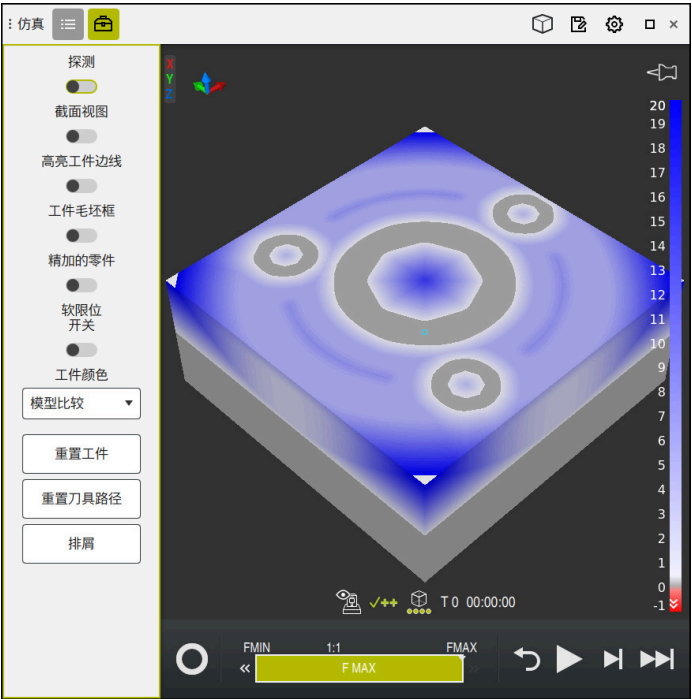 仿真
探测
截面视图
高亮工件边线
工件毛坯框
精加的零件
软限位
开关
工件颜色
模型比较
重置工件
重置刀具路径
排屑
X
Y
Z
20
19
18
17
16
15
14
13
12
11
10
9
8
7
6
5
4
3
2
1
0
-1
T 0 00:00:00
FMIN 1:1 FMAX
F MAX